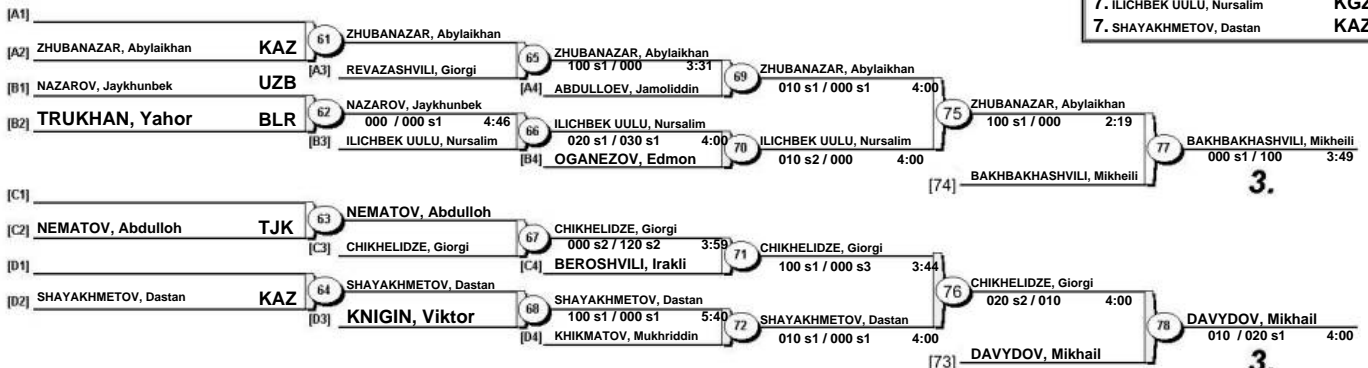 7. ILICHBEK UULU, Nursalim KGZ
7. SHAYAKHMETOV, Dastan KAZ
[A1]
[A2] ZHUBANAZAR, Abylaikhan KAZ
61
ZHUBANAZAR, Abylaikhan
[A3] REVAZASHVILI, Giorgi
65
ZHUBANAZAR, Abylaikhan
100 s1 / 000 3:31
[A4] ABDULLOEV, Jamoliddin
69
ZHUBANAZAR, Abylaikhan
010 s1 / 000 s1 4:00
[B1] NAZAROV, Jaykhunbek UZB
[B2] TRUKHAN, Yahor BLR
62
NAZAROV, Jaykhunbek
000 / 000 s1 4:46
[B3] ILICHBEK UULU, Nursalim
66
ILICHBEK UULU, Nursalim
020 s1 / 030 s1 4:00
[B4] OGANEZOV, Edmon
70
ILICHBEK UULU, Nursalim
010 s2 / 000 4:00
75
ZHUBANAZAR, Abylaikhan
100 s1 / 000 2:19
[74] BAKHBAKHASHVILI, Mikheili
77
BAKHBAKHASHVILI, Mikheili
000 s1 / 100 3:49
3.
[C1]
[C2] NEMATOV, Abdulloh TJK
63
NEMATOV, Abdulloh
[C3] CHIKHELIDZE, Giorgi
67
CHIKHELIDZE, Giorgi
000 s2 / 120 s2 3:59
[C4] BEROSHVILI, Irakli
71
CHIKHELIDZE, Giorgi
100 s1 / 000 s3 3:44
[D1]
[D2] SHAYAKHMETOV, Dastan KAZ
64
SHAYAKHMETOV, Dastan
[D3] KNIGIN, Viktor
68
SHAYAKHMETOV, Dastan
100 s1 / 000 s1 5:40
[D4] KHIKMATOV, Mukhriddin
72
SHAYAKHMETOV, Dastan
010 s1 / 000 s1 4:00
76
CHIKHELIDZE, Giorgi
020 s2 / 010 4:00
[73] DAVYDOV, Mikhail
78
DAVYDOV, Mikhail
010 / 020 s1 4:00
3.